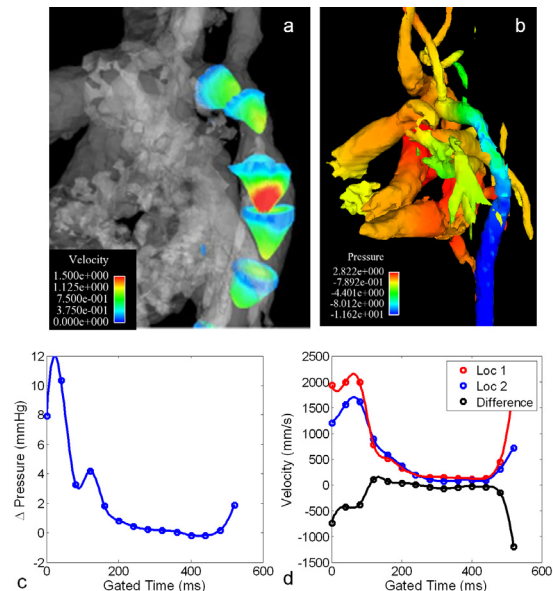 a
Velocity
1.500e+000
1.125e+000
7.500e-001
3.750e-001
0.000e+000
b
Pressure
2.822e+000
-7.892e-001
-4.401e+000
-8.012e+000
-1.162e+001
12
10
8
6
4
2
0
-2
Δ Pressure (mmHg)
0
200
400
600
Gated Time (ms)
c
2500
2000
1500
1000
500
0
-500
-1000
-1500
Velocity (mm/s)
Loc 1
Loc 2
Difference
0
200
400
600
Gated Time (ms)
d